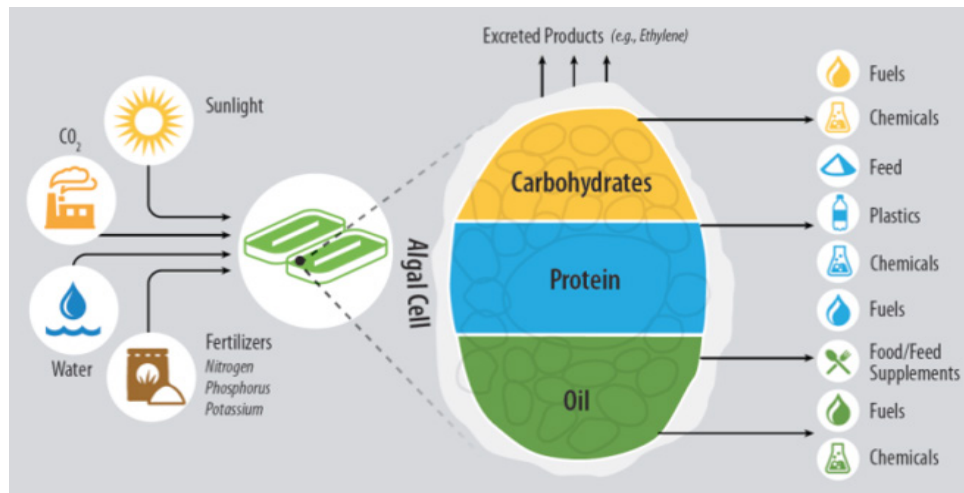 Excreted Products (e.g., Ethylene)
Sunlight
CO₂
Water
Fertilizers
Nitrogen
Phosphorus
Potassium
Algal Cell
Carbohydrates
Protein
Oil
Fuels
Chemicals
Feed
Plastics
Chemicals
Fuels
Food/Feed
Supplements
Fuels
Chemicals